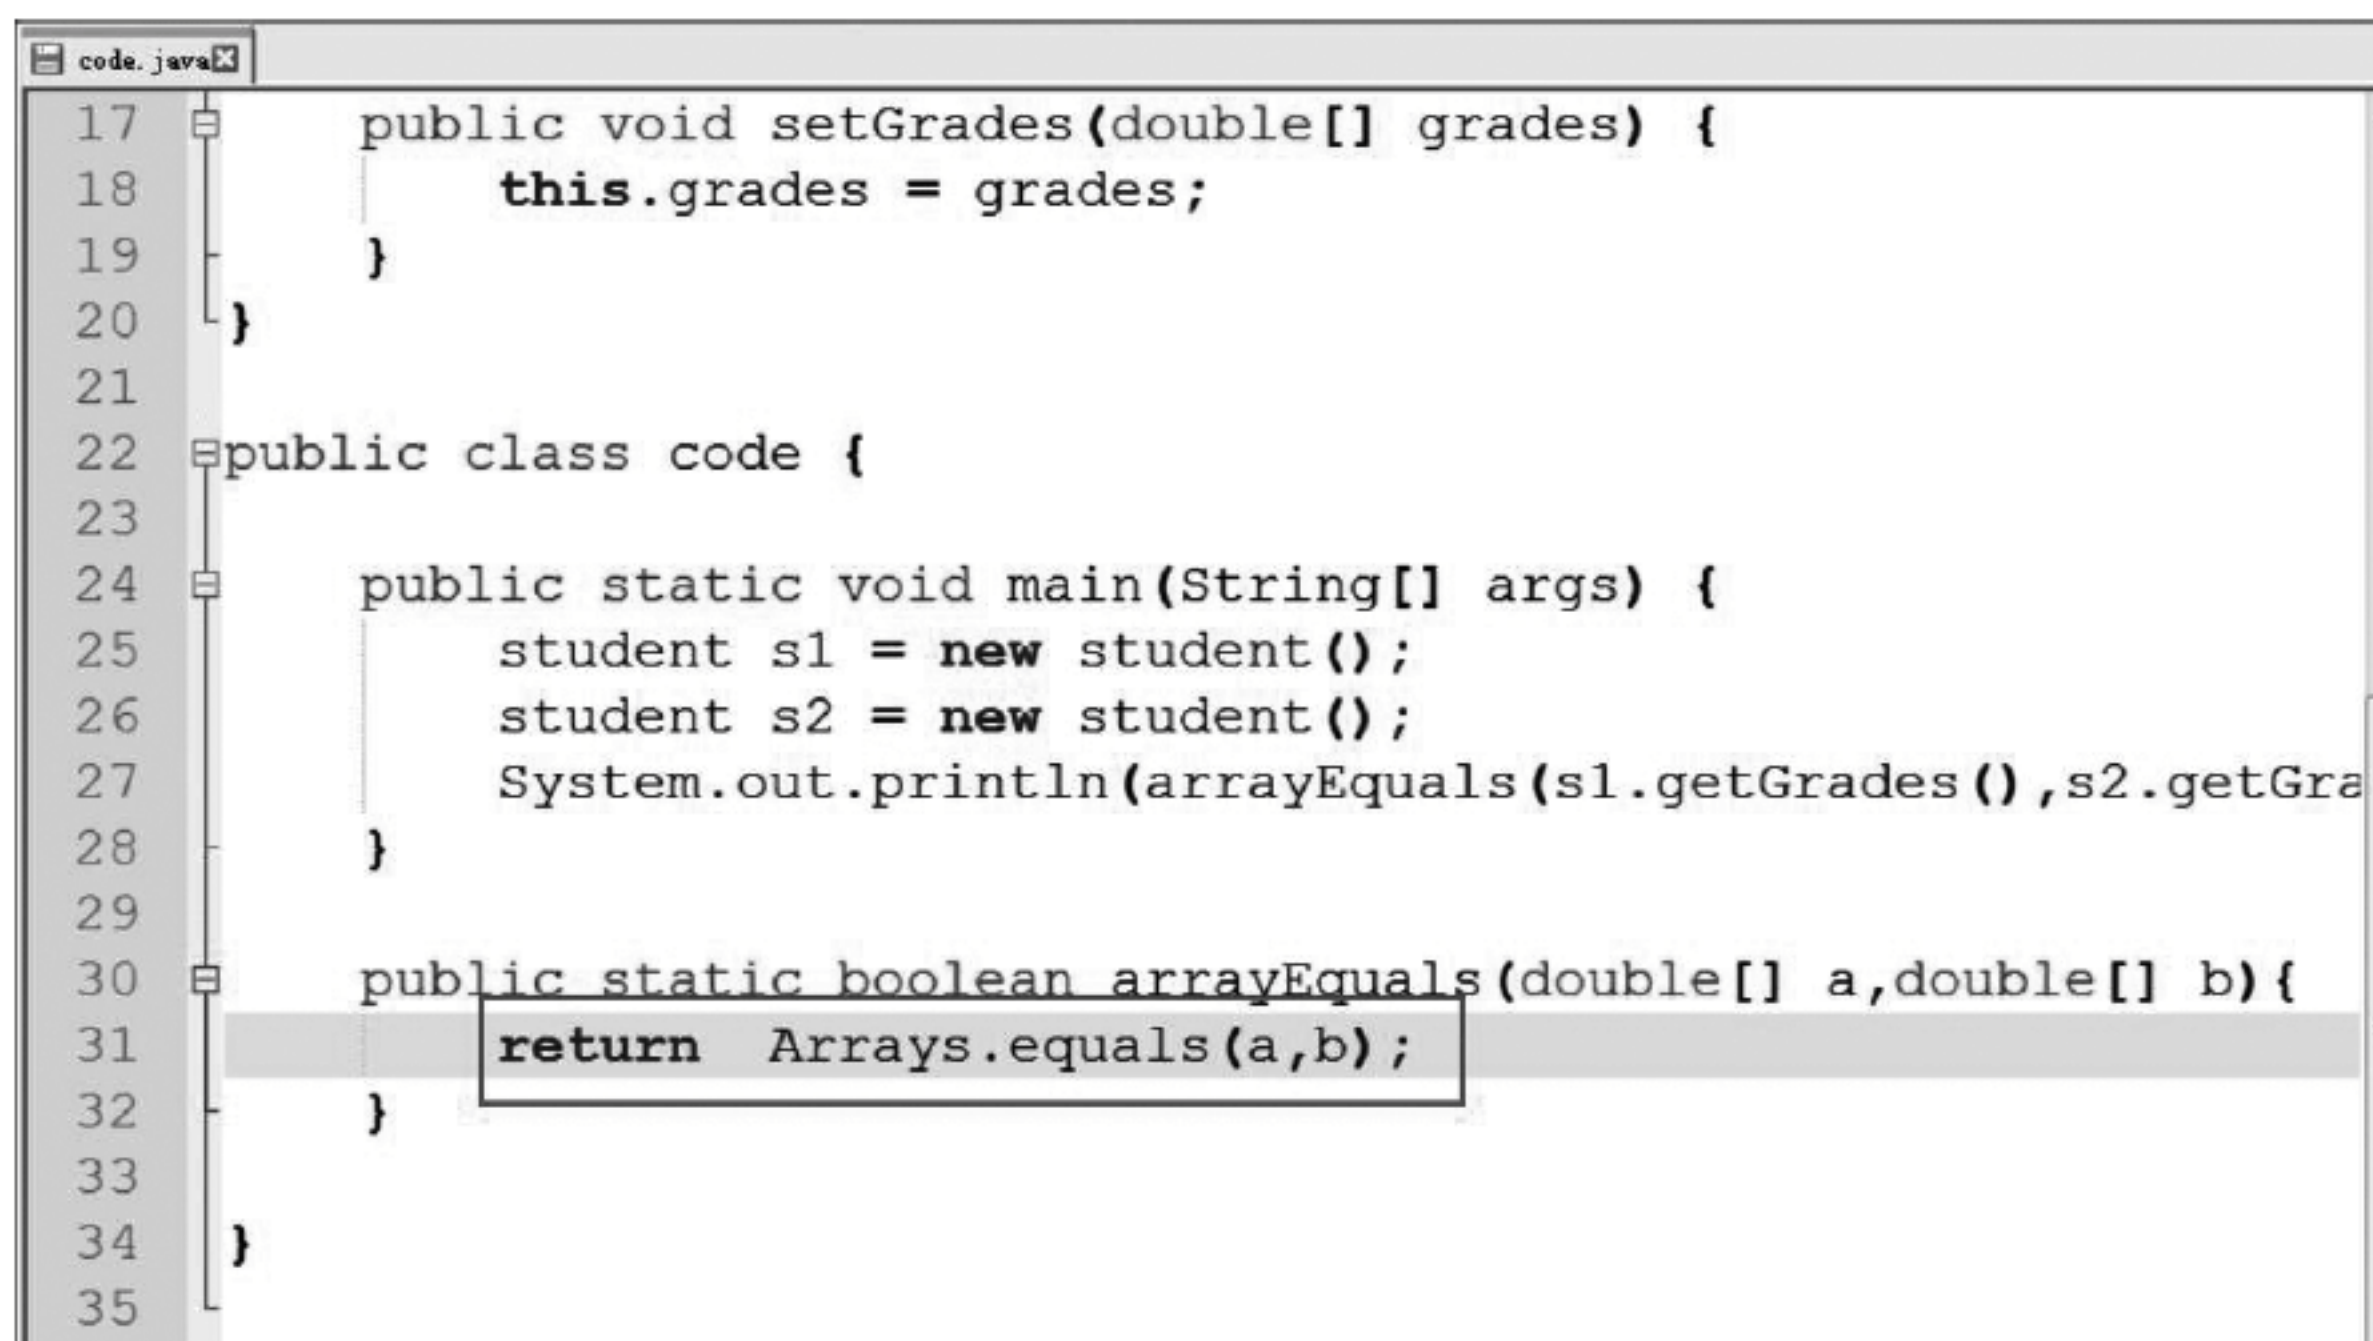 code.java
17 public void setGrades(double[] grades) {
18 this.grades = grades;
19 }
20 }
21
22 public class code {
23
24 public static void main(String[] args) {
25 student s1 = new student();
26 student s2 = new student();
27 System.out.println(arrayEquals(s1.getGrades(),s2.getGra
28 }
29
30 public static boolean arrayEquals(double[] a,double[] b){
31 return  Arrays.equals(a,b);
32 }
33
34 }
35